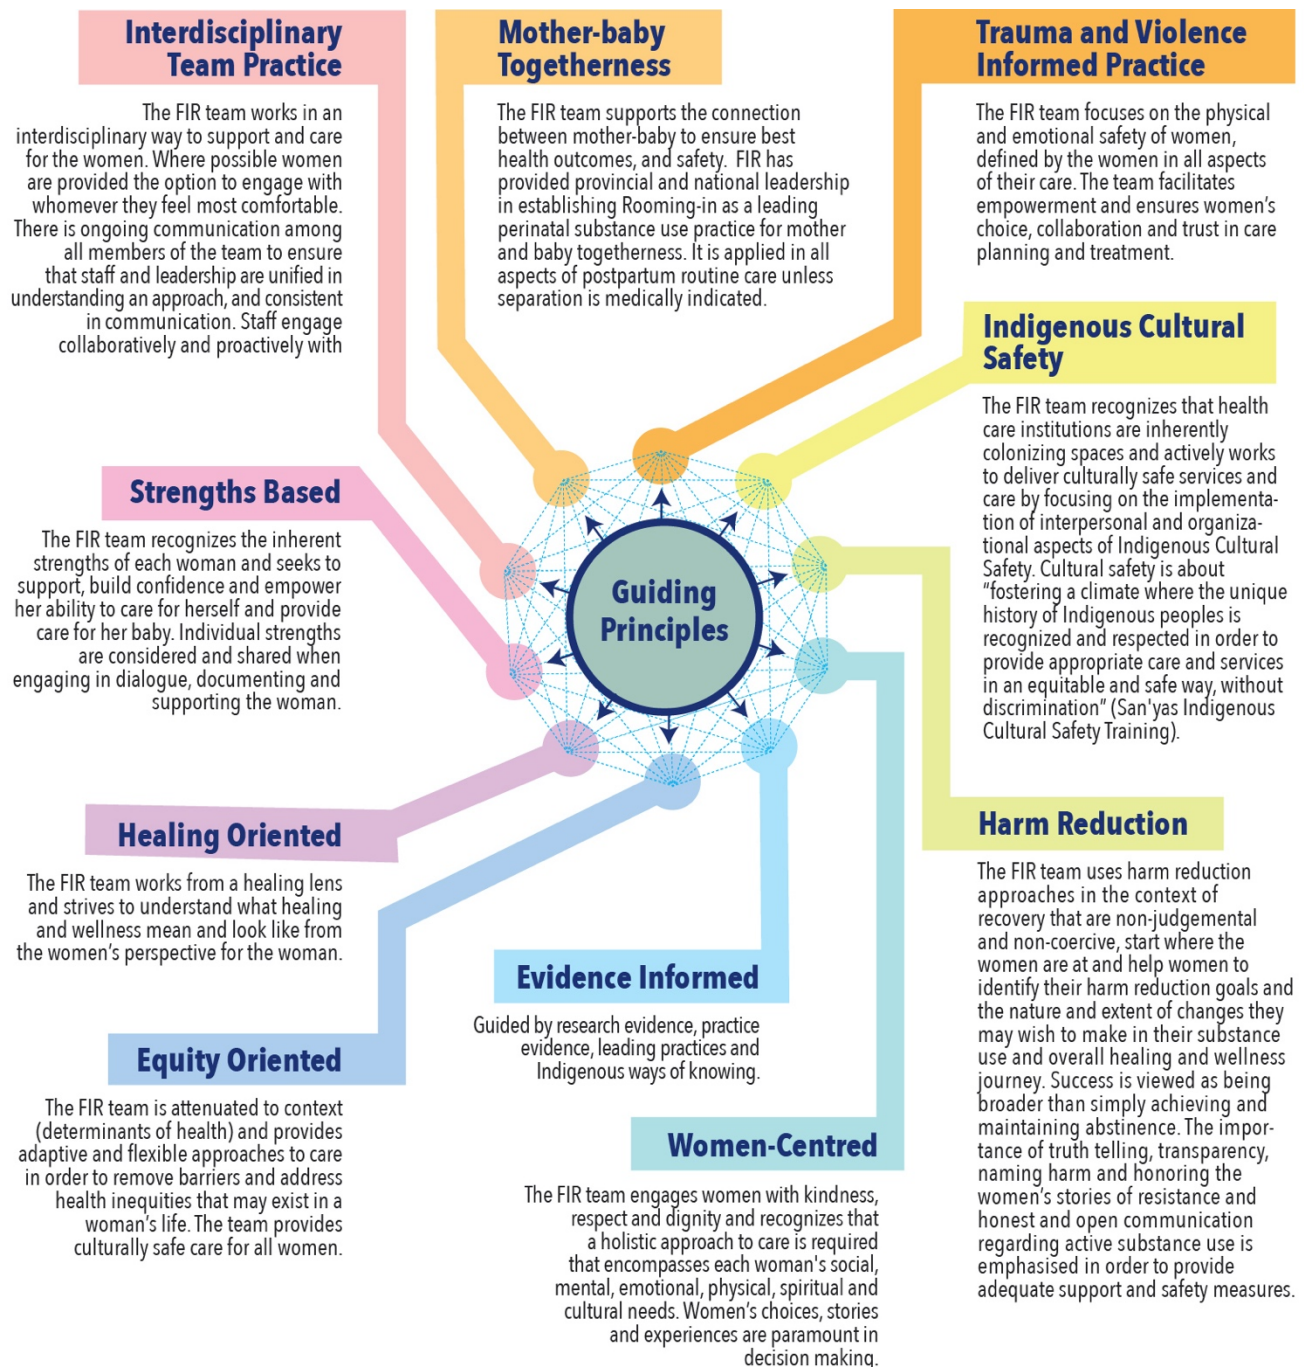 Interdisciplinary
Team Practice
The FIR team works in an
interdisciplinary way to support and care
for the women. Where possible women
are provided the option to engage with
whomever they feel most comfortable.
There is ongoing communication among
all members of the team to ensure
that staff and leadership are unified in
understanding an approach, and consistent
in communication. Staff engage
collaboratively and proactively with
Mother-baby
Togetherness
The FIR team supports the connection
between mother-baby to ensure best
health outcomes, and safety. FIR has
provided provincial and national leadership
in establishing Rooming-in as a leading
perinatal substance use practice for mother
and baby togetherness. It is applied in all
aspects of postpartum routine care unless
separation is medically indicated.
Trauma and Violence
Informed Practice
The FIR team focuses on the physical
and emotional safety of women,
defined by the women in all aspects
of their care. The team facilitates
empowerment and ensures women's
choice, collaboration and trust in care
planning and treatment.
Indigenous Cultural
Safety
The FIR team recognizes that health
care institutions are inherently
colonizing spaces and actively works
to deliver culturally safe services and
care by focusing on the implementa-
tion of interpersonal and organiza-
tional aspects of Indigenous Cultural
Safety. Cultural safety is about
"fostering a climate where the unique
history of Indigenous peoples is
recognized and respected in order to
provide appropriate care and services
in an equitable and safe way, without
discrimination" (San'yas Indigenous
Cultural Safety Training).
Strengths Based
The FIR team recognizes the inherent
strengths of each woman and seeks to
support, build confidence and empower
her ability to care for herself and provide
care for her baby. Individual strengths
are considered and shared when
engaging in dialogue, documenting and
supporting the woman.
Guiding
Principles
Healing Oriented
The FIR team works from a healing lens
and strives to understand what healing
and wellness mean and look like from
the women's perspective for the woman.
Harm Reduction
The FIR team uses harm reduction
approaches in the context of
recovery that are non-judgemental
and non-coercive, start where the
women are at and help women to
identify their harm reduction goals and
the nature and extent of changes they
may wish to make in their substance
use and overall healing and wellness
journey. Success is viewed as being
broader than simply achieving and
maintaining abstinence. The impor-
tance of truth telling, transparency,
naming harm and honoring the
women's stories of resistance and
honest and open communication
regarding active substance use is
emphasised in order to provide
adequate support and safety measures.
Evidence Informed
Guided by research evidence, practice
evidence, leading practices and
Indigenous ways of knowing.
Equity Oriented
The FIR team is attenuated to context
(determinants of health) and provides
adaptive and flexible approaches to care
in order to remove barriers and address
health inequities that may exist in a
woman's life. The team provides
culturally safe care for all women.
Women-Centred
The FIR team engages women with kindness,
respect and dignity and recognizes that
a holistic approach to care is required
that encompasses each woman's social,
mental, emotional, physical, spiritual and
cultural needs. Women's choices, stories
and experiences are paramount in
decision making.